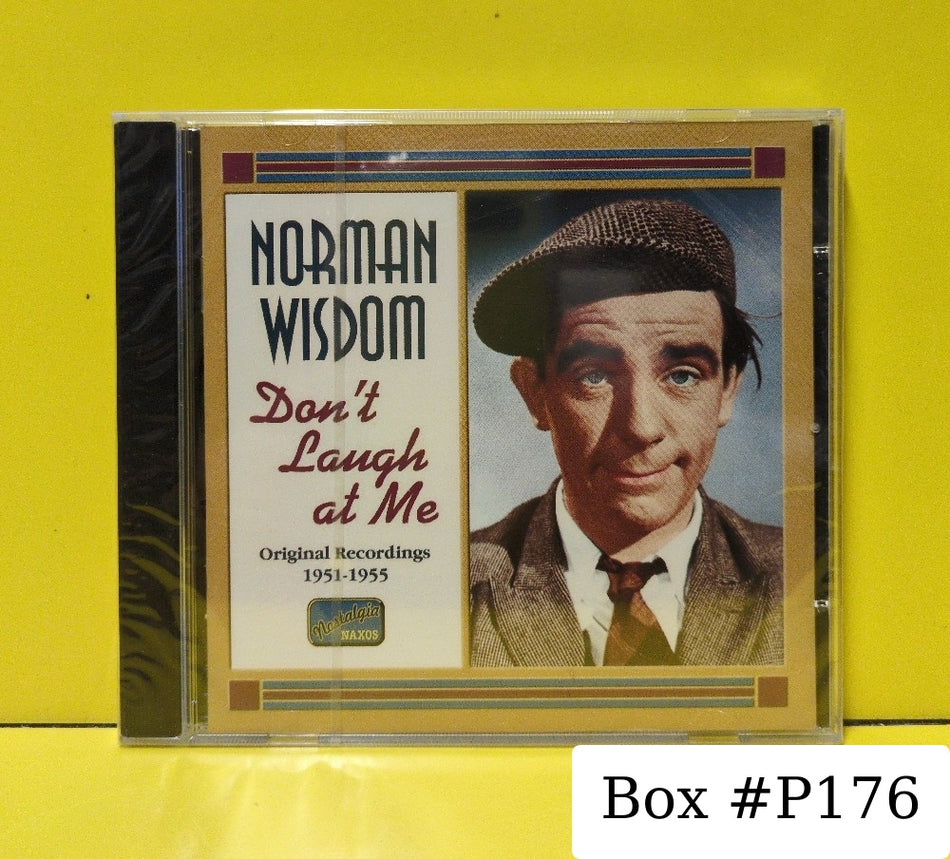 NORMAN
WISDOM
Don't
Laugh
at Me
Original Recordings
1951-1955
Nostalgia
NAXOS
Box #P176